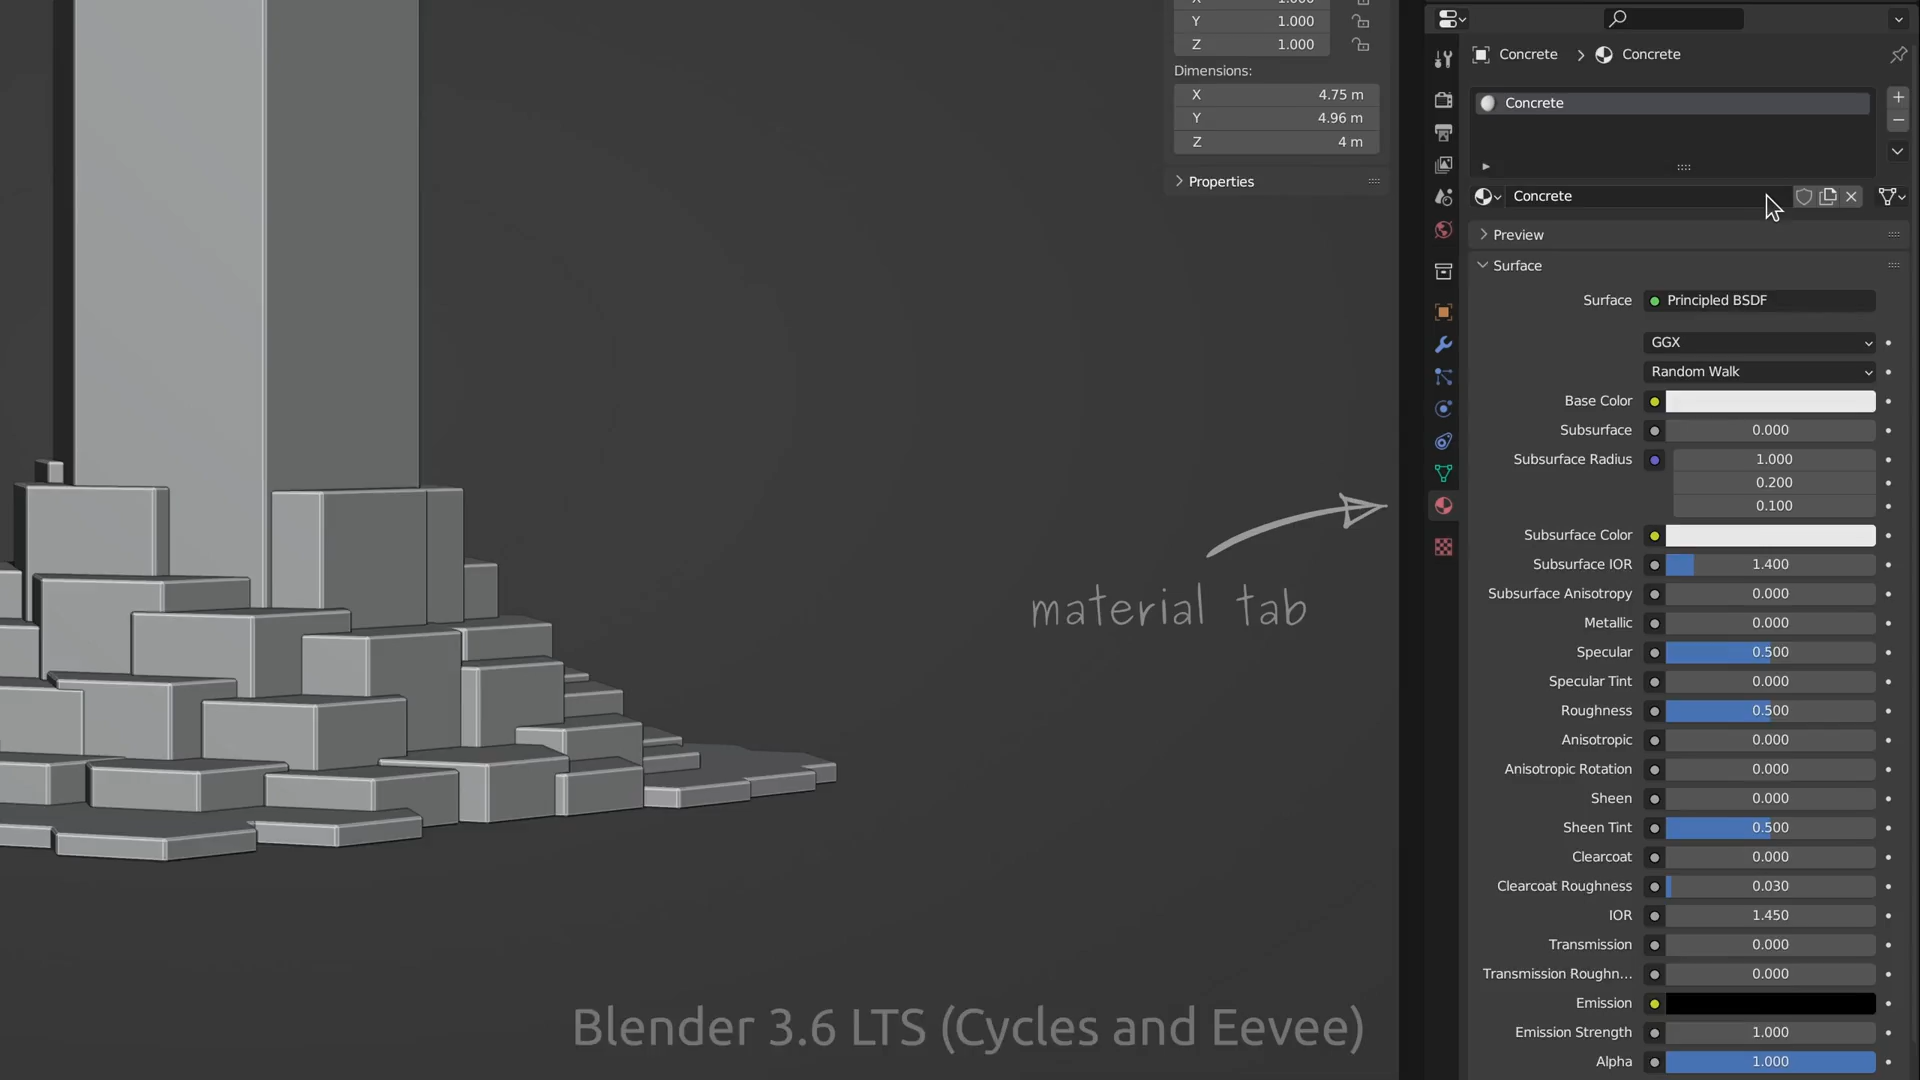 X 1.000
Y 1.000
Z 1.000
Dimensions:
X 4.75 m
Y 4.96 m
Z 4 m
Properties
Concrete > Concrete
Concrete
Concrete
Preview
Surface
Surface Principled BSDF
GGX
Random Walk
Base Color
Subsurface 0.000
Subsurface Radius 1.000
0.200
0.100
Subsurface Color
Subsurface IOR 1.400
Subsurface Anisotropy 0.000
Metallic 0.000
Specular 0.500
Specular Tint 0.000
Roughness 0.500
Anisotropic 0.000
Anisotropic Rotation 0.000
Sheen 0.000
Sheen Tint 0.500
Clearcoat 0.000
Clearcoat Roughness 0.030
IOR 1.450
Transmission 0.000
Transmission Roughn... 0.000
Emission
Emission Strength 1.000
Alpha 1.000
material tab
Blender 3.6 LTS (Cycles and Eevee)